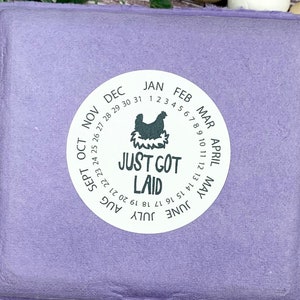 JAN FEB MAR APRIL MAY JUNE JULY AUG SEPT OCT NOV DEC
1 2 3 4 5 6 7 8 9 10 11 12 13 14 15 16 17 18 19 20 21 22 23 24 25 26 27 28 29 30 31
JUST GOT
LAID